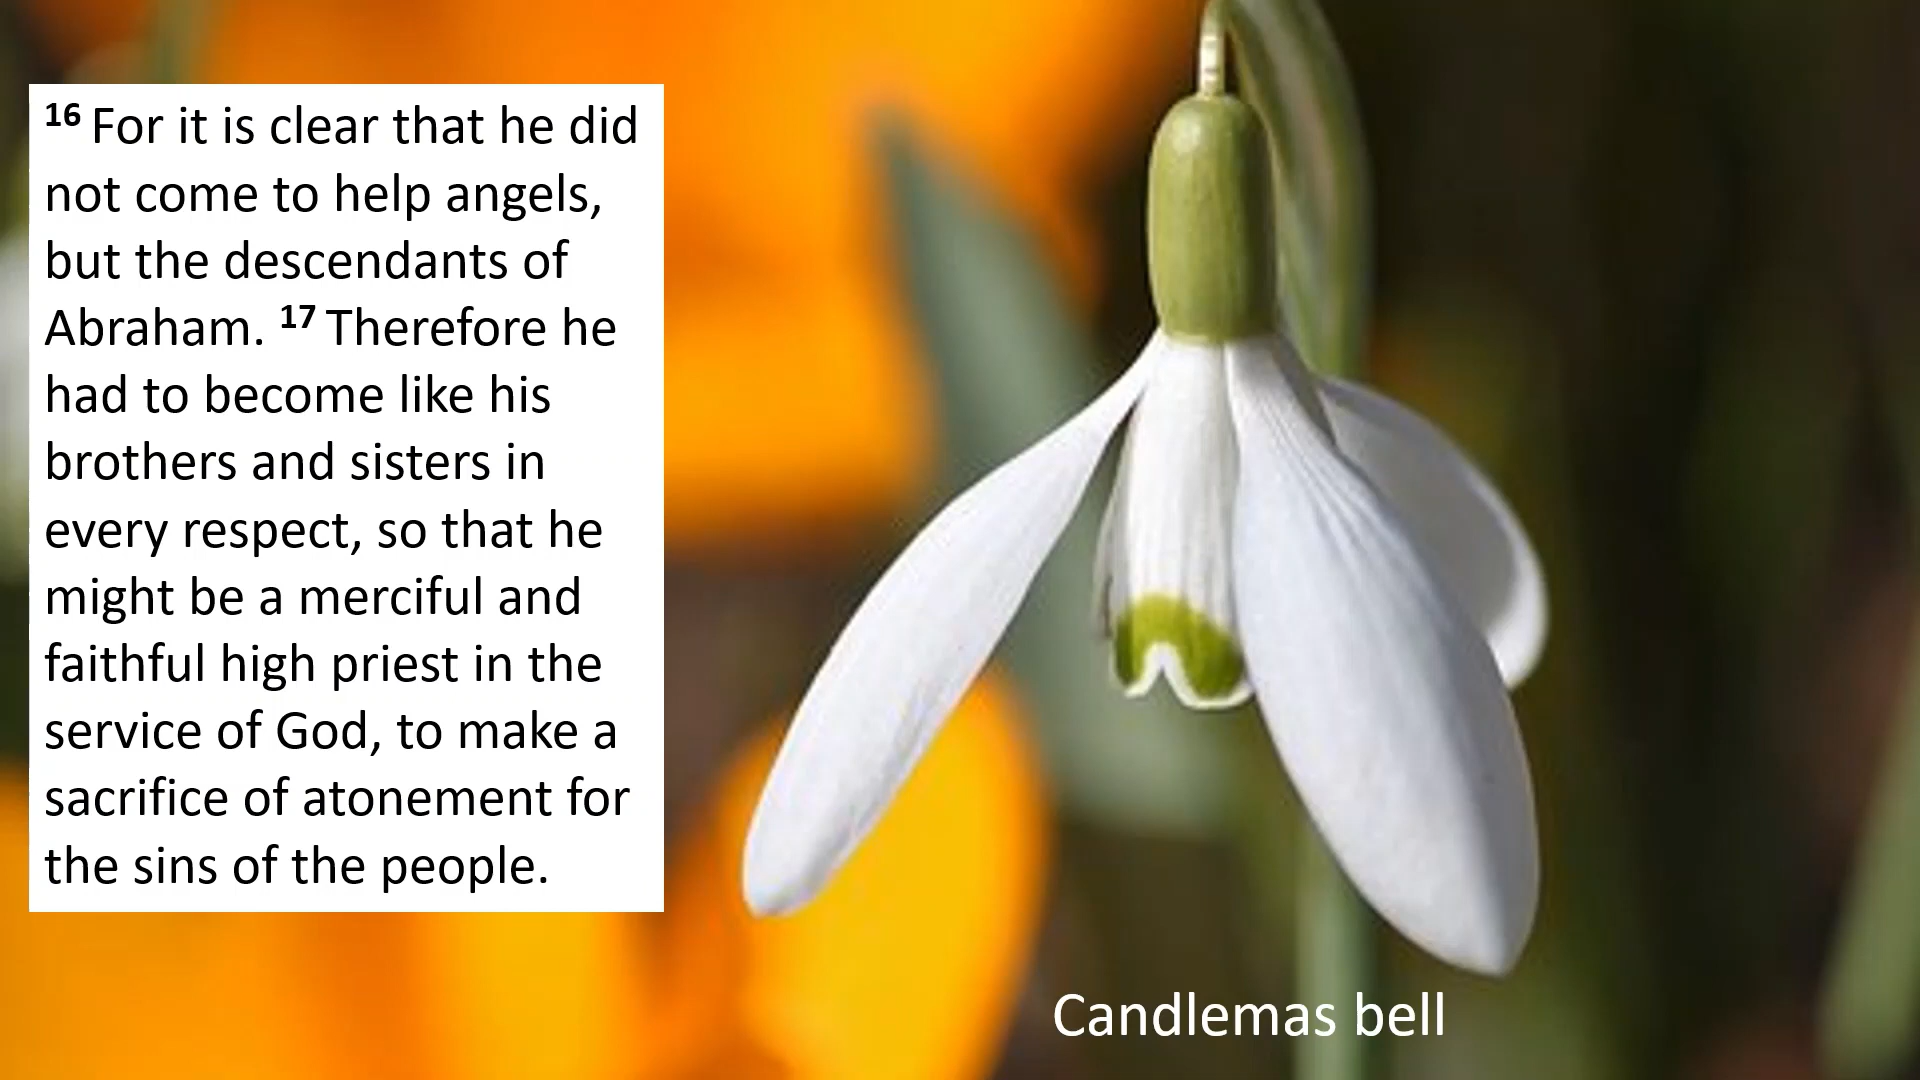 16 For it is clear that he did
not come to help angels,
but the descendants of
Abraham. 17 Therefore he
had to become like his
brothers and sisters in
every respect, so that he
might be a merciful and
faithful high priest in the
service of God, to make a
sacrifice of atonement for
the sins of the people.
Candlemas bell